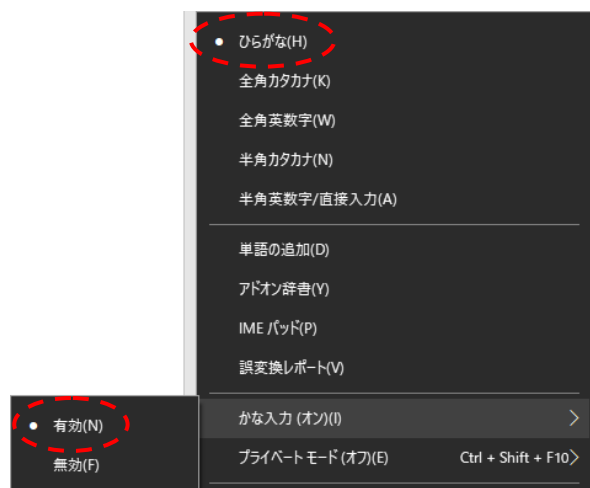 ひらがな(H)
全角カタカナ(K)
全角英数字(W)
半角カタカナ(N)
半角英数字/直接入力(A)
単語の追加(D)
アドオン辞書(Y)
IME パッド(P)
誤変換レポート(V)
かな入力 (オン)(I)
有効(N)
プライベート モード (オフ)(E) Ctrl + Shift + F10
無効(F)